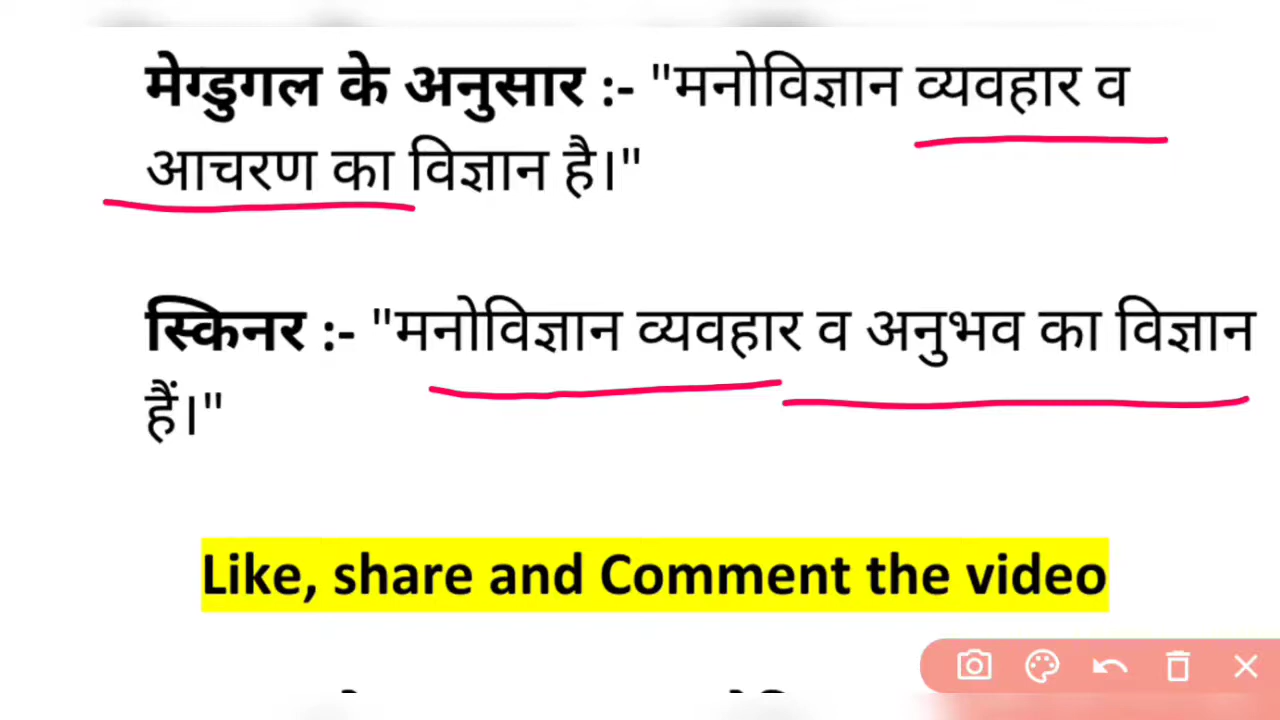 मेग्डुगल के अनुसार :- "मनोविज्ञान व्यवहार व
आचरण का विज्ञान है।"
स्किनर :- "मनोविज्ञान व्यवहार व अनुभव का विज्ञान
हैं।"
Like, share and Comment the video